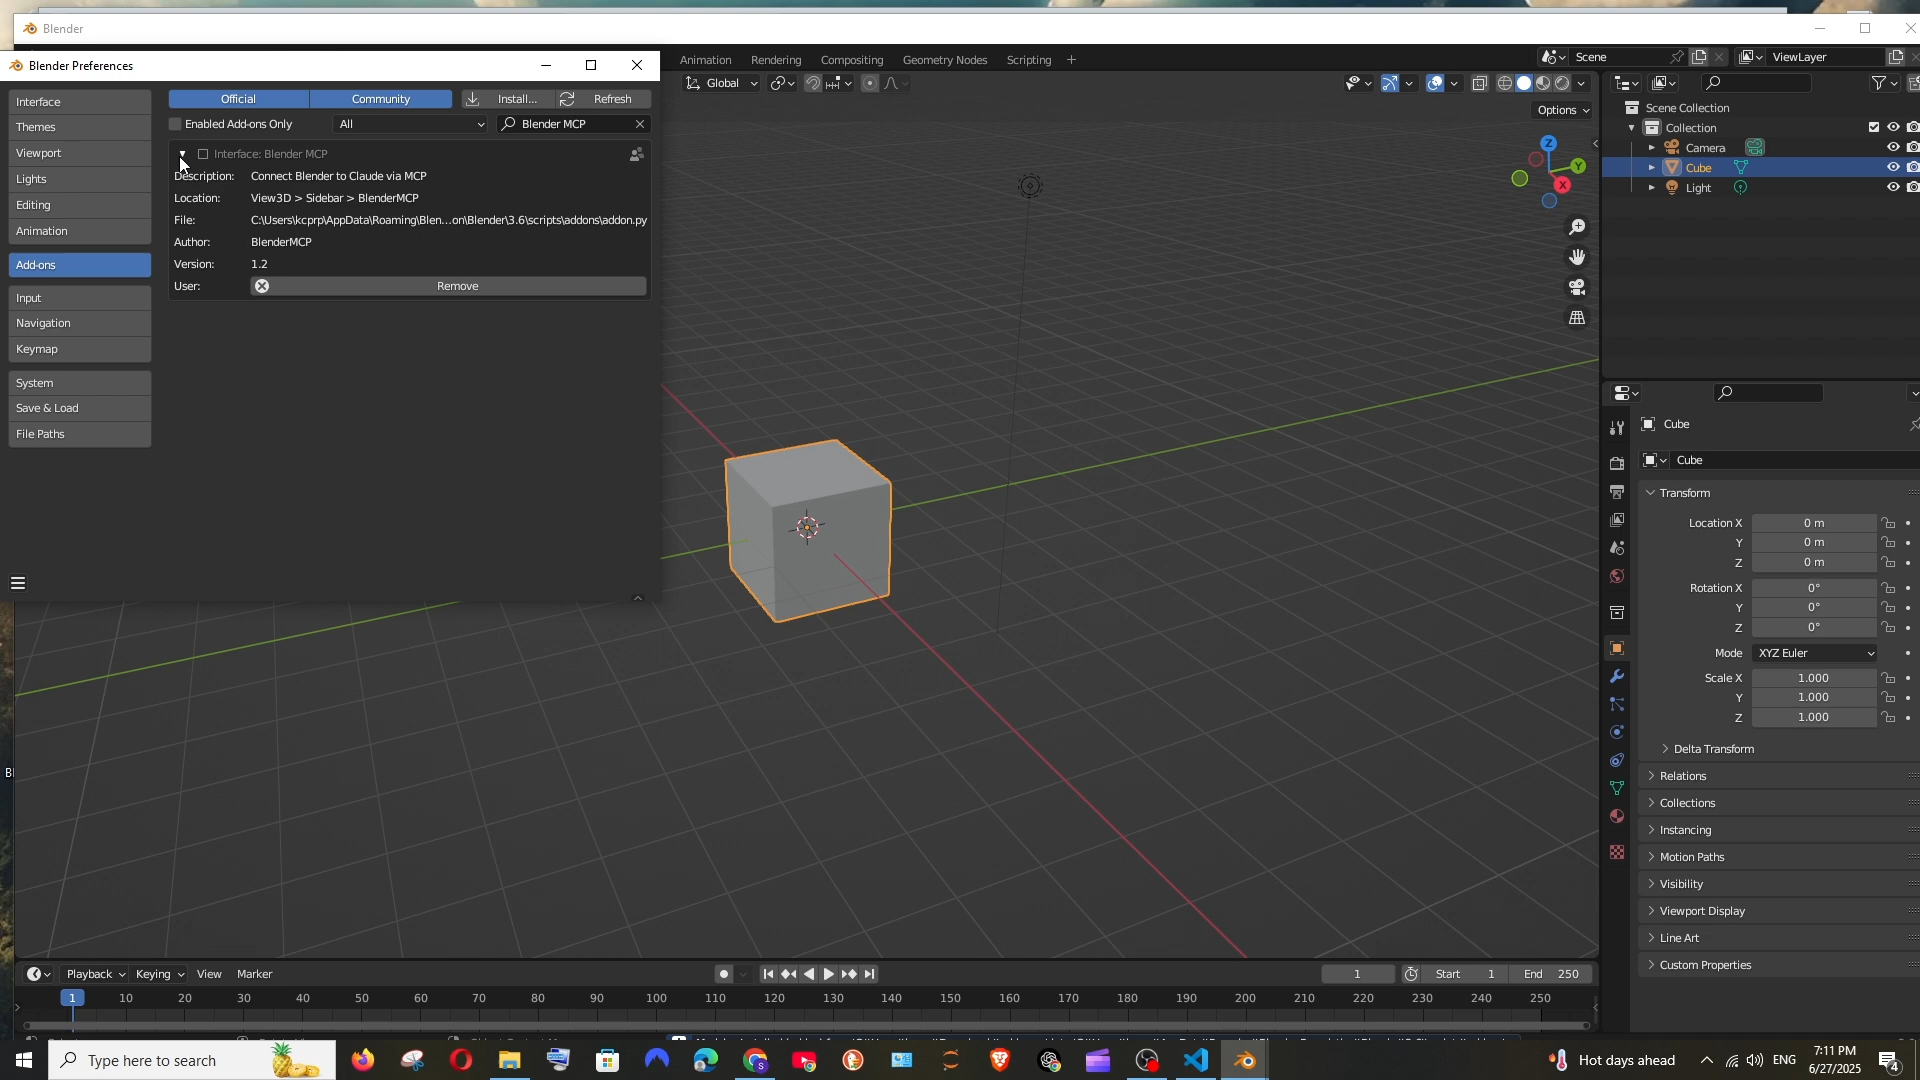 Blender
Blender Preferences
Animation
Rendering
Compositing
Geometry Nodes
Scripting
+
Scene
ViewLayer
Global
Options
Interface
Themes
Viewport
Lights
Editing
Animation
Add-ons
Input
Navigation
Keymap
System
Save & Load
File Paths
Official
Community
Install...
Refresh
Enabled Add-ons Only
All
Blender MCP
Interface: Blender MCP
Description: Connect Blender to Claude via MCP
Location: View3D > Sidebar > BlenderMCP
File: C:\Users\kcprp\AppData\Roaming\Blen...on\Blender\3.6\scripts\addons\addon.py
Author: BlenderMCP
Version: 1.2
User: Remove
Z
Y
X
Scene Collection
Collection
Camera
Cube
Light
Cube
Cube
Transform
Location X 0 m
Y 0 m
Z 0 m
Rotation X 0°
Y 0°
Z 0°
Mode XYZ Euler
Scale X 1.000
Y 1.000
Z 1.000
Delta Transform
Relations
Collections
Instancing
Motion Paths
Visibility
Viewport Display
Line Art
Custom Properties
Playback
Keying
View
Marker
1
Start 1
End 250
1 10 20 30 40 50 60 70 80 90 100 110 120 130 140 150 160 170 180 190 200 210 220 230 240 250
Type here to search
Hot days ahead
ENG
7:11 PM
6/27/2025
4